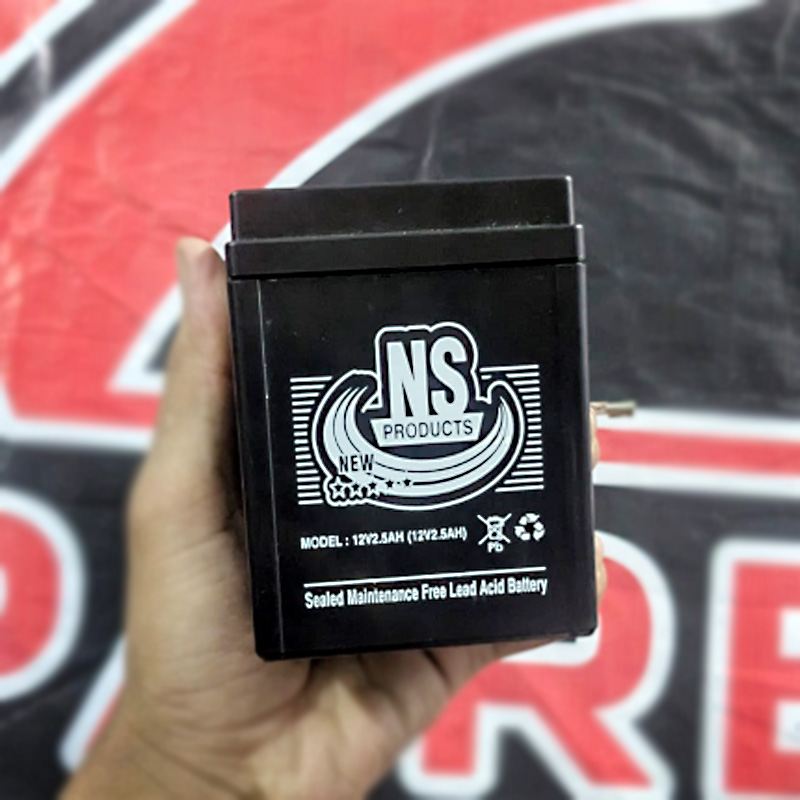 NS
PRODUCTS
NEW
MODEL : 12V2.5AH (12V2.5AH)
Pb
Sealed Maintenance Free Lead Acid Battery